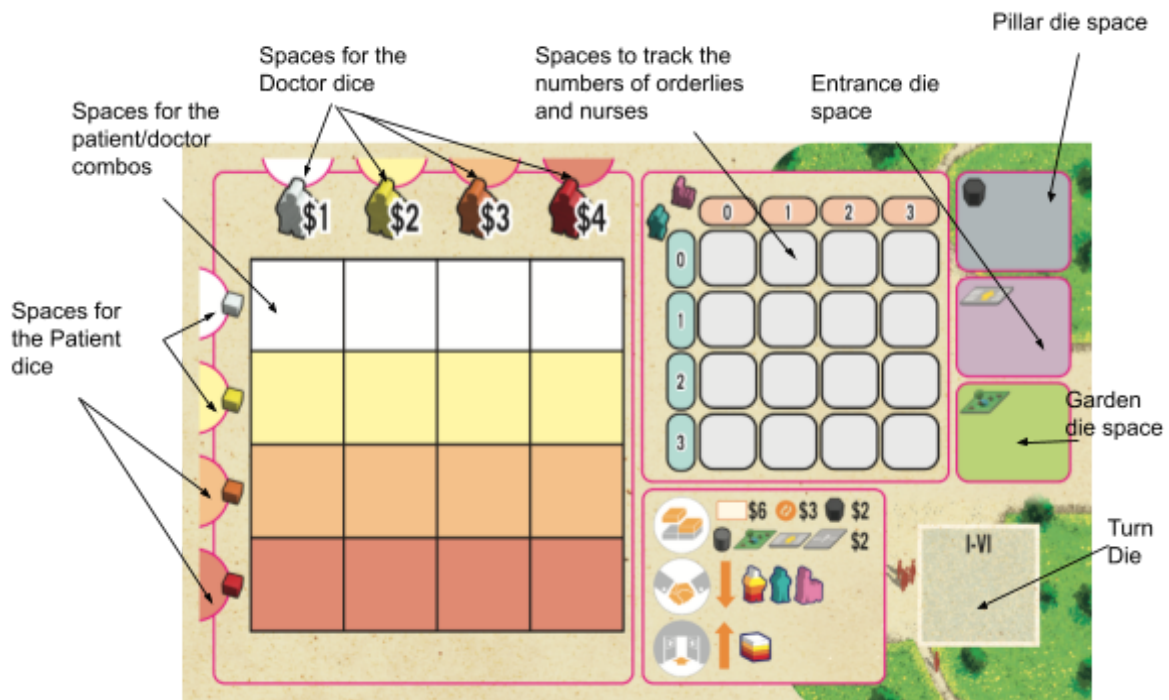 Pillar die space
Spaces for the
Doctor dice
Spaces to track the
numbers of orderlies
and nurses
Entrance die
space
Spaces for the
patient/doctor
combos
$1
$2
$3
$4
0
1
2
3
0
1
2
3
Spaces for
the Patient
dice
Garden
die space
$6
$3
$2
$2
I-VI
Turn
Die